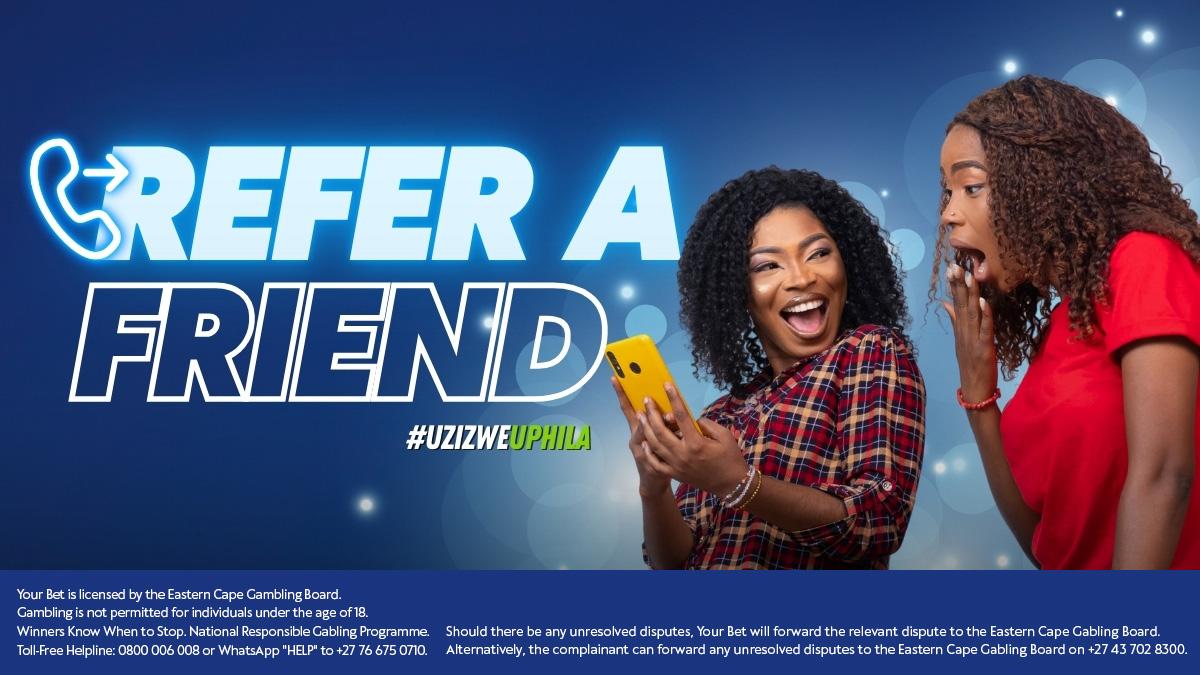 REFER A
FRIEND
#UZIZWEUPHILA
Your Bet is licensed by the Eastern Cape Gambling Board.
Gambling is not permitted for individuals under the age of 18.
Winners Know When to Stop. National Responsible Gabling Programme.
Toll-Free Helpline: 0800 006 008 or WhatsApp "HELP" to +27 76 675 0710.
Should there be any unresolved disputes, Your Bet will forward the relevant dispute to the Eastern Cape Gabling Board.
Alternatively, the complainant can forward any unresolved disputes to the Eastern Cape Gabling Board on +27 43 702 8300.